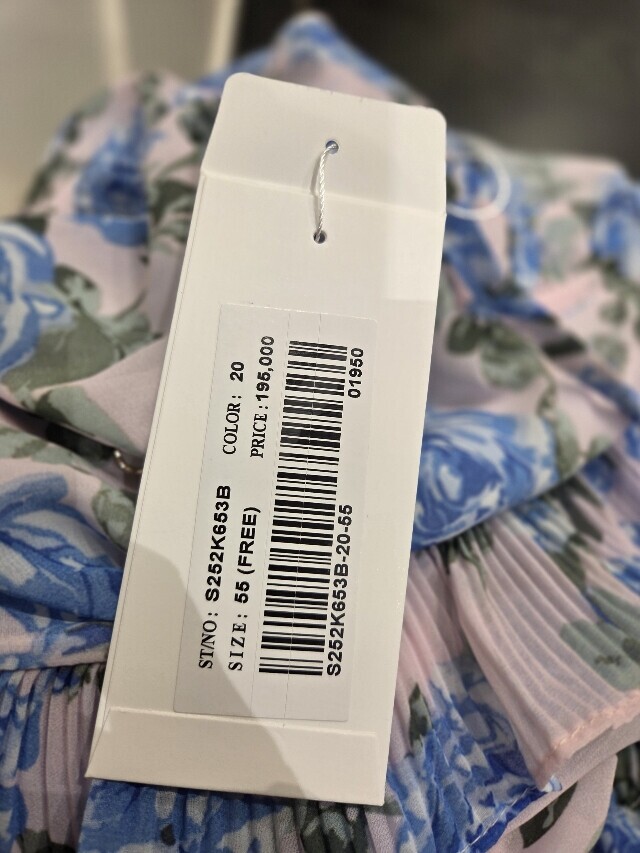 ST/NO : S252K653B COLOR : 20
SIZE : 55 (FREE) PRICE : 195,000
S252K653B-20-55 01950